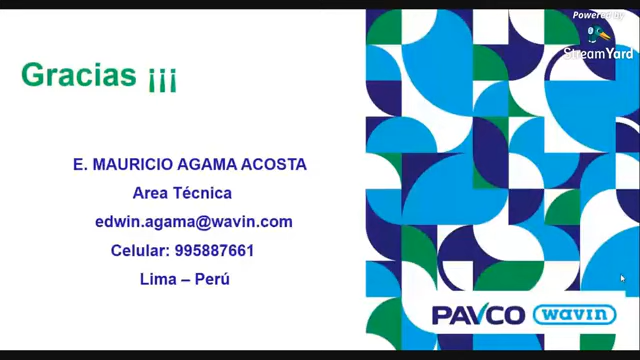 Powered by
StreamYard
Gracias ¡¡¡
E. MAURICIO AGAMA ACOSTA
Area Técnica
edwin.agama@wavin.com
Celular: 995887661
Lima – Perú
PAVCO wavin